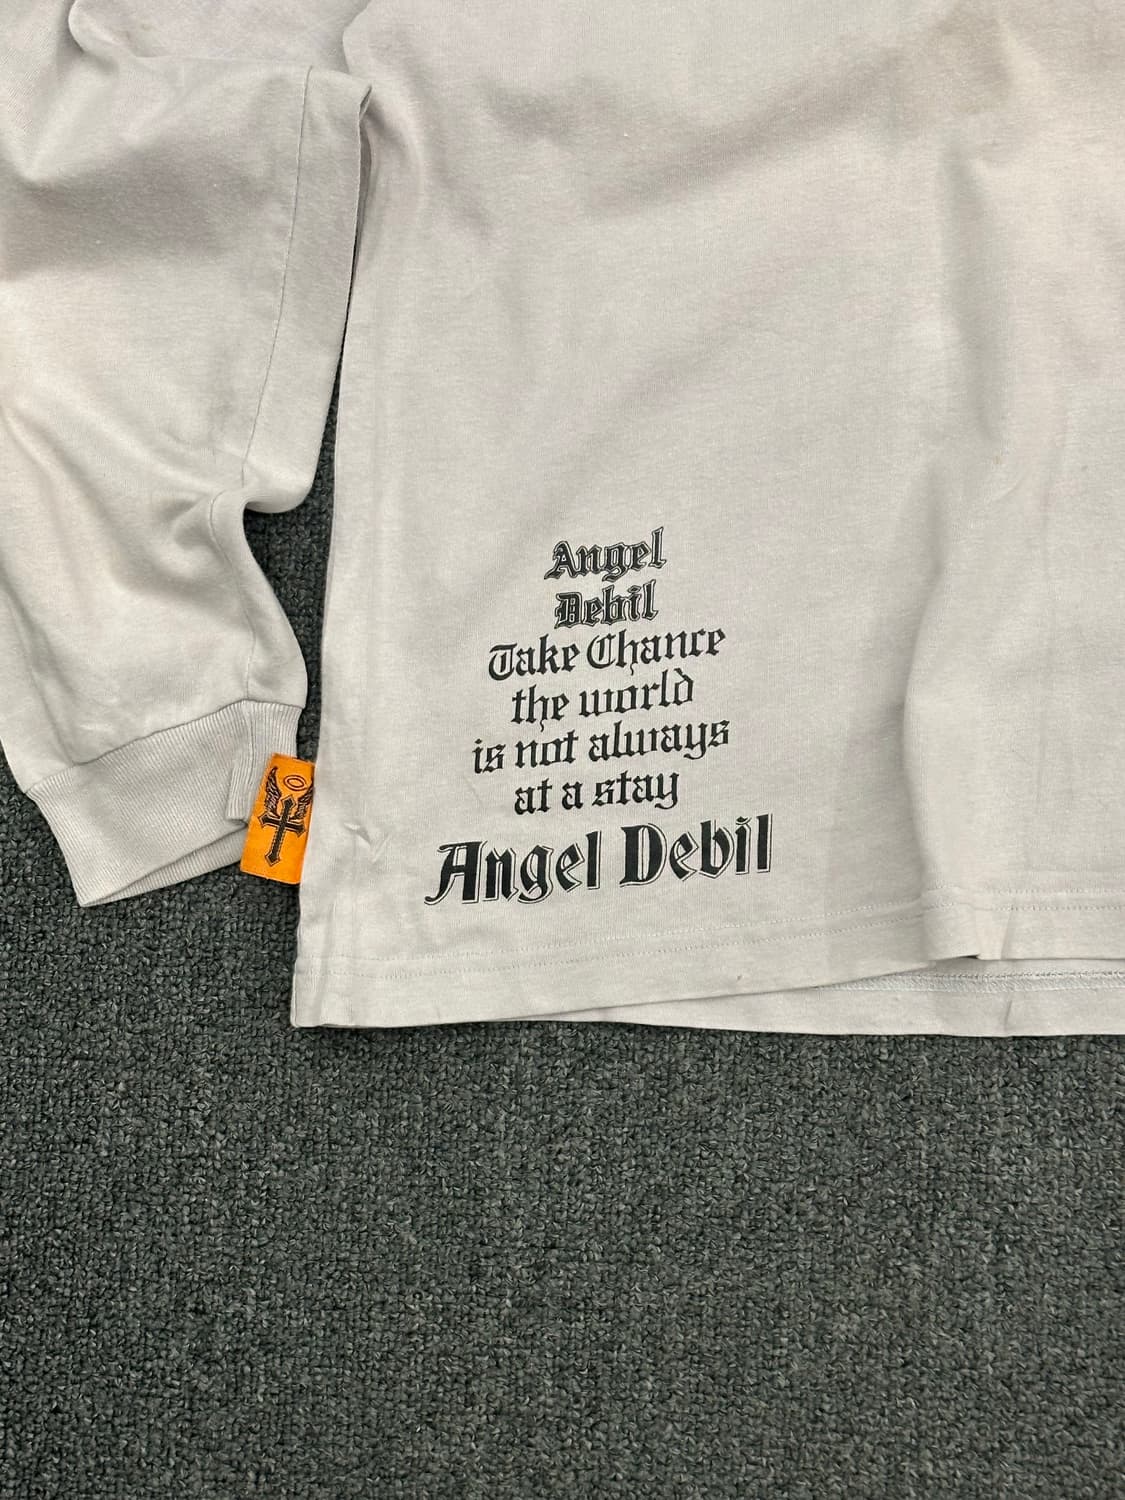 Angel
Debil
Take Chance
the world
is not always
at a stay
Angel Debil